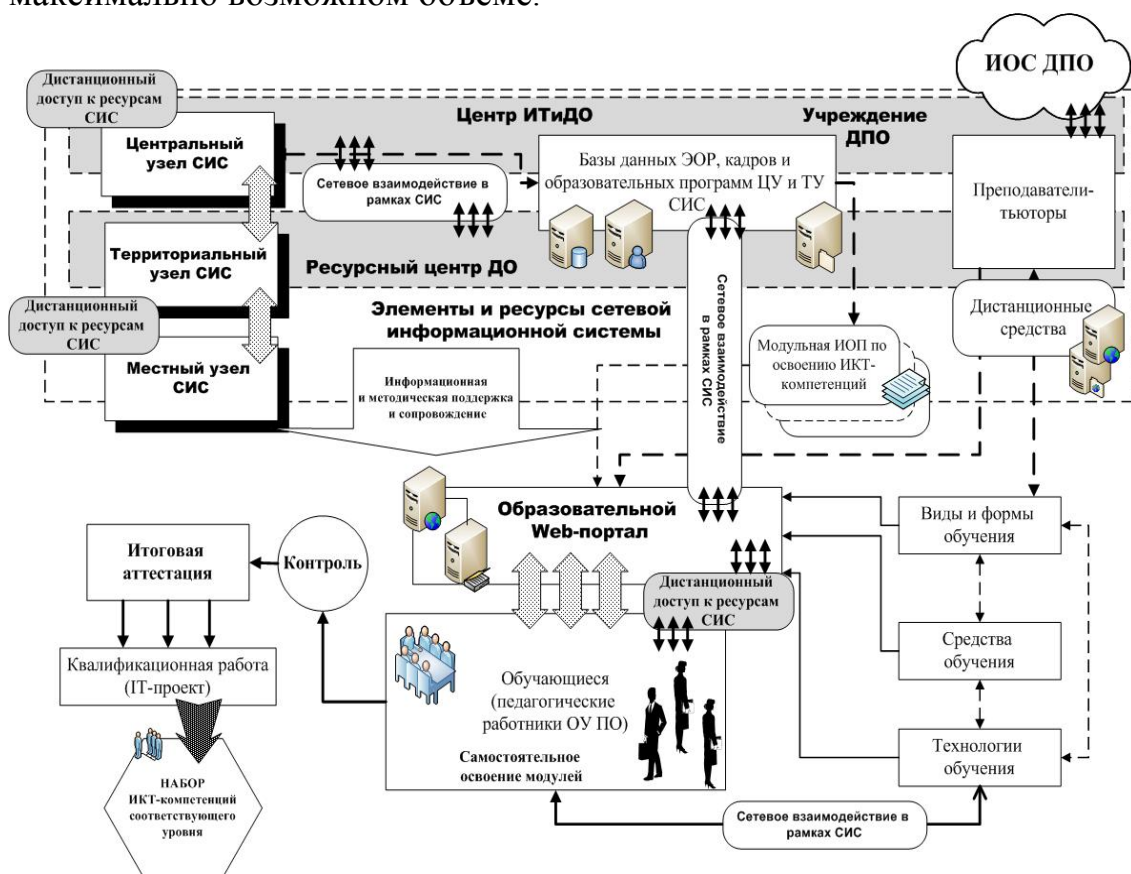 максимально возможном объеме.
ИОС ДПО
Дистанционный
доступ к ресурсам
СИС
Центр ИТиДО
Учреждение
ДПО
Центральный
узел СИС
Сетевое взаимодействие в
рамках СИС
Базы данных ЭОР, кадров и
образовательных программ ЦУ и ТУ
СИС
Преподаватели-
тьюторы
Территориальный
узел СИС
Ресурсный центр ДО
Дистанционный
доступ к ресурсам
СИС
Элементы и ресурсы сетевой
информационной системы
Сетевое взаимодействие
в рамках СИС
Дистанционные
средства
Местный узел
СИС
Модульная ИОП по
освоению ИКТ-
компетенций
Информационная
и методическая поддержка
и сопровождение
Образовательной
Web-портал
Виды и формы
обучения
Итоговая
аттестация
Контроль
Дистанционный
доступ к ресурсам
СИС
Средства
обучения
Квалификационная работа
(IT-проект)
Обучающиеся
(педагогические
работники ОУ ПО)
Самостоятельное
освоение модулей
Технологии
обучения
НАБОР
ИКТ-компетенций
соответствующего
уровня
Сетевое взаимодействие в
рамках СИС